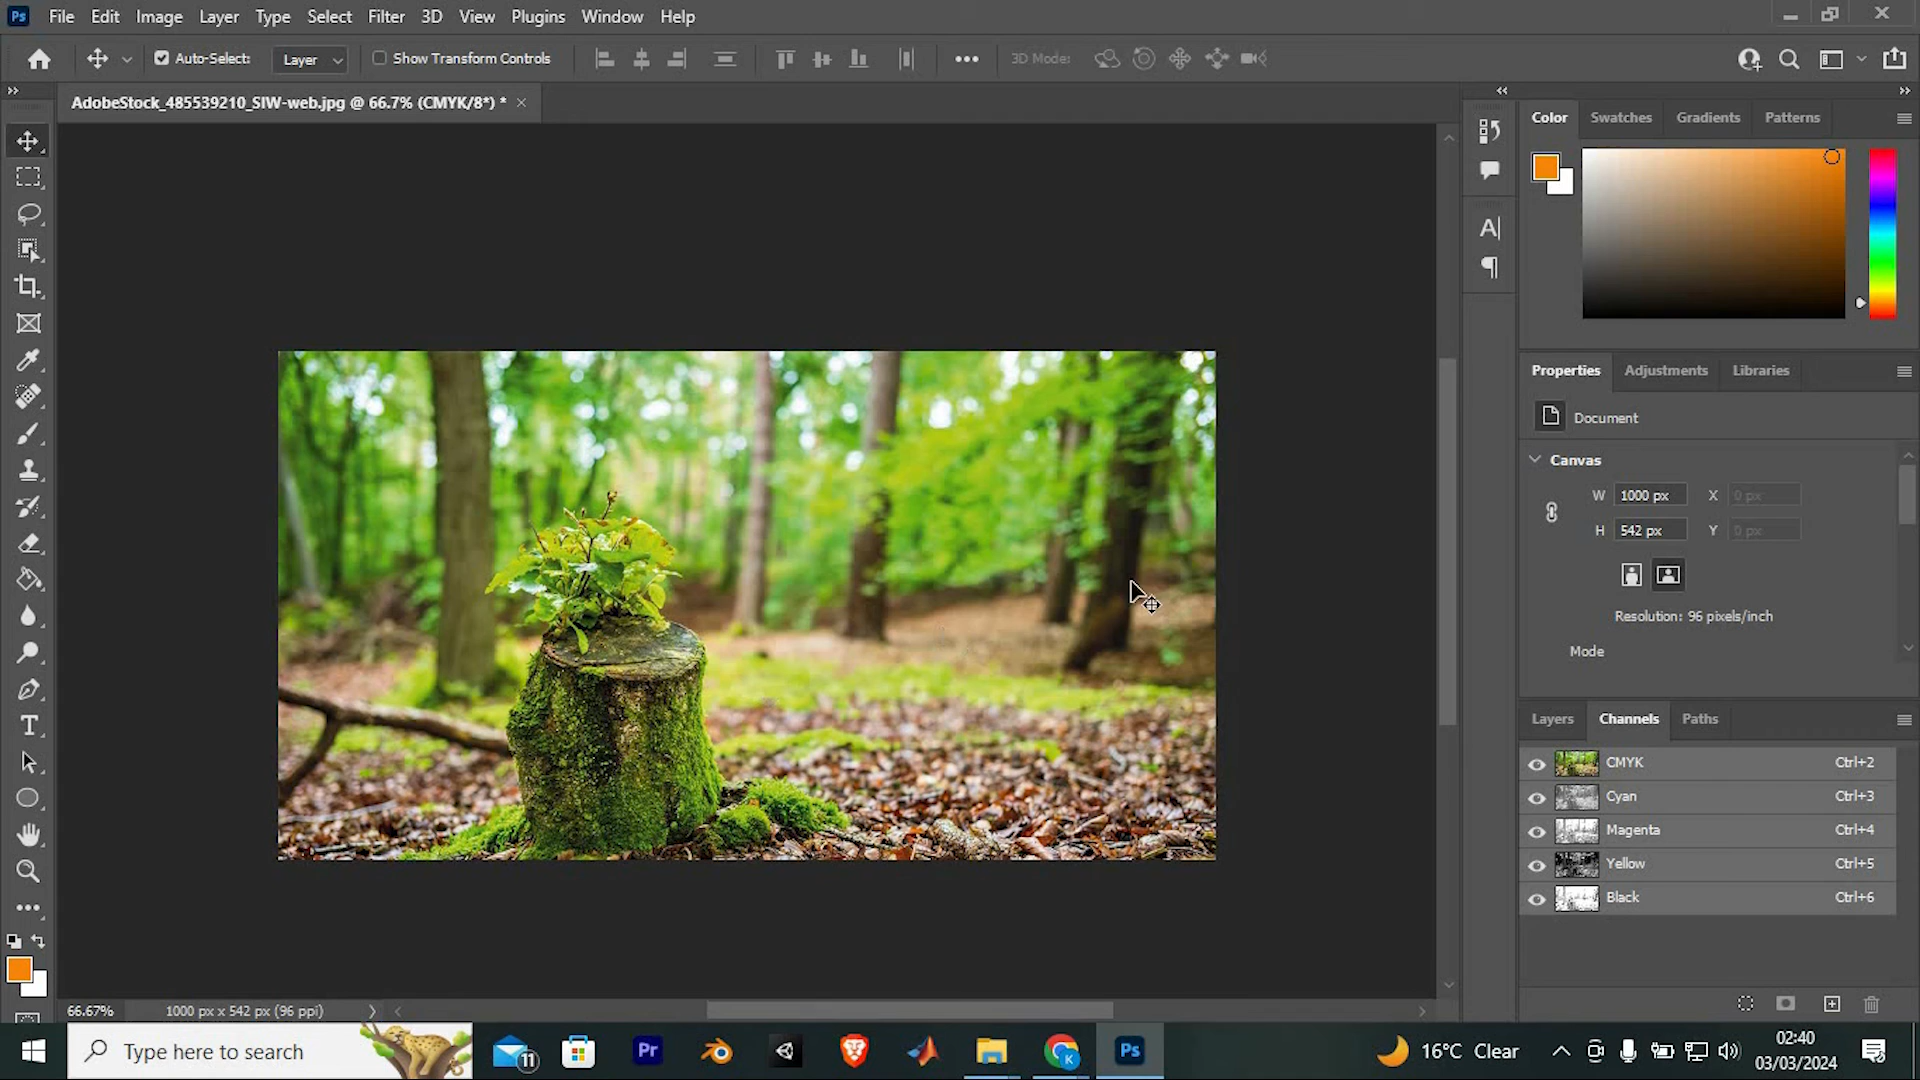 Ps File Edit Image Layer Type Select Filter 3D View Plugins Window Help
Auto-Select: Layer Show Transform Controls 3D Mode:
AdobeStock_485539210_SIW-web.jpg @ 66.7% (CMYK/8*) *
Color Swatches Gradients Patterns
Properties Adjustments Libraries
Document
Canvas
W 1000 px X 0 px
H 542 px Y 0 px
Resolution: 96 pixels/inch
Mode
Layers Channels Paths
CMYK Ctrl+2
Cyan Ctrl+3
Magenta Ctrl+4
Yellow Ctrl+5
Black Ctrl+6
66.67% 1000 px x 542 px (96 ppi)
Type here to search 11 Pr K Ps 16°C Clear 02:40
03/03/2024